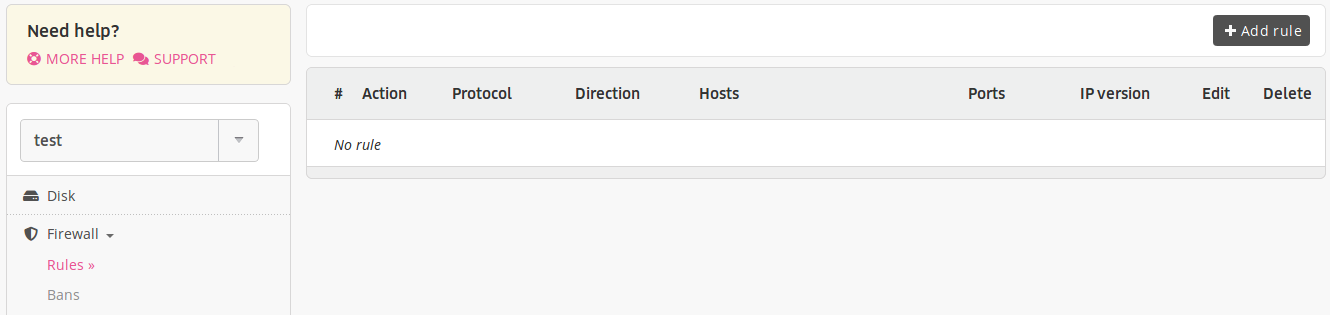 Need help?
MORE HELP SUPPORT
test
Disk
Firewall
Rules »
Bans
Add rule
# Action Protocol Direction Hosts Ports IP version Edit Delete
No rule